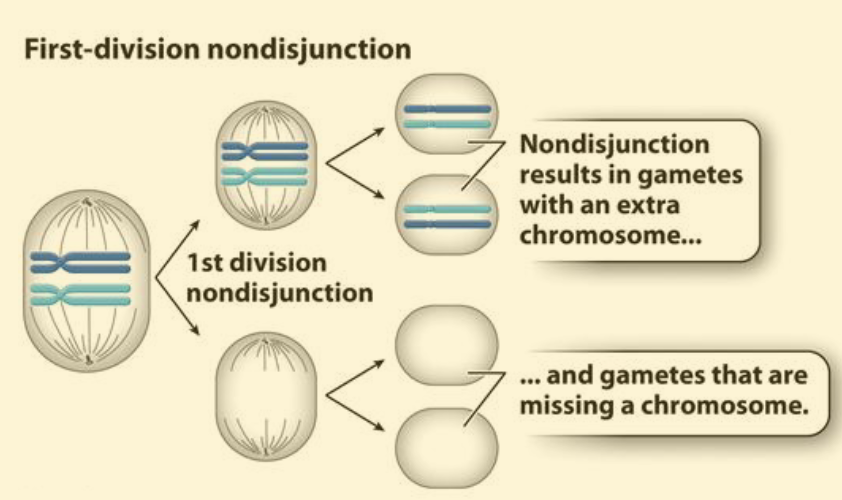 First-division nondisjunction
Nondisjunction
results in gametes
with an extra
chromosome...
1st division
nondisjunction
... and gametes that are
missing a chromosome.